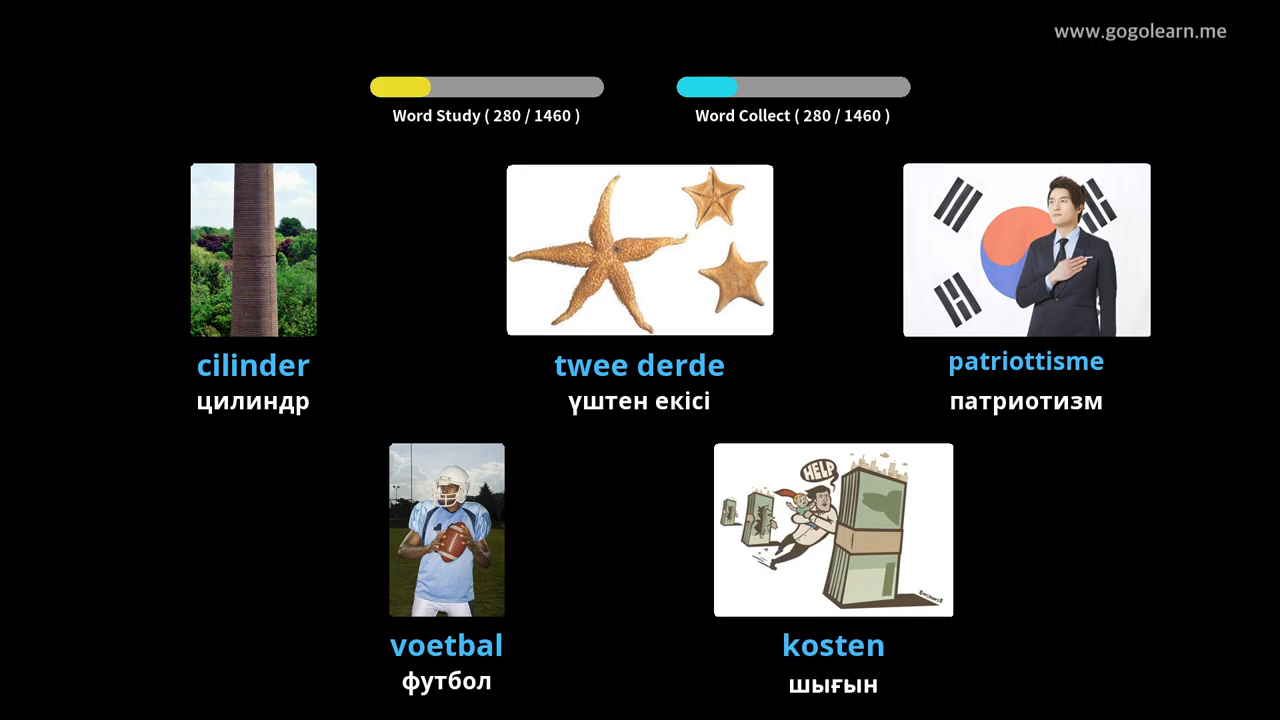 www.gogolearn.me
Word Study ( 280 / 1460 )
Word Collect ( 280 / 1460 )
cilinder
цилиндр
twee derde
үштен екісі
patriottisme
патриотизм
HELP
voetbal
футбол
kosten
шығын